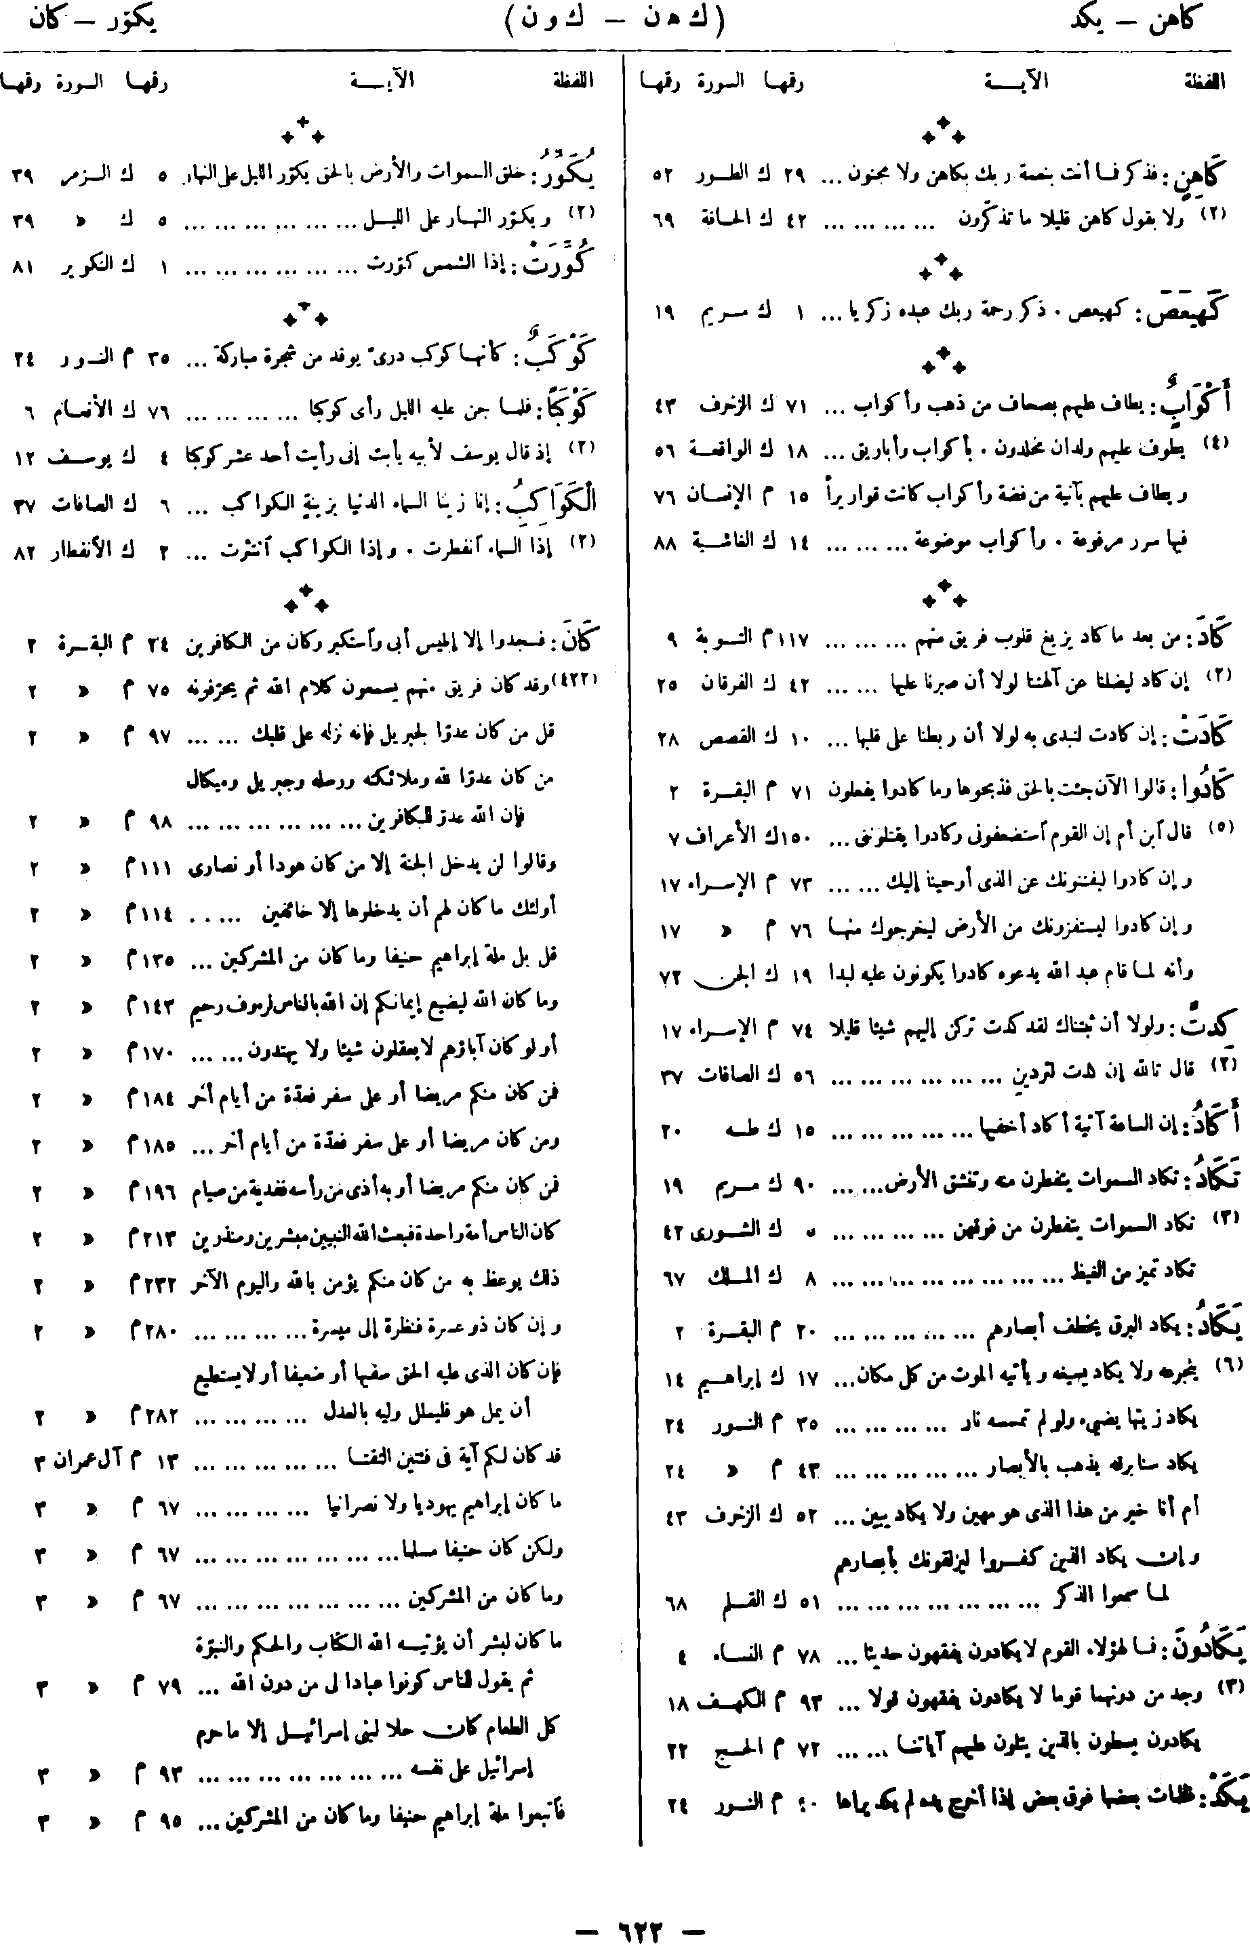 كاهن – يكد
(ك هن – ك ون)
يكوّر – كان
اللفظة الآيــة رقمها السورة رقمها
كَاهِنٍ: فذكر فما أنت بنعمة ربك بكاهن ولا مجنون ... ٢٩ ك الطور ٥٢
(٢) ولا بقول كاهن قليلا ما تذكّرون ... ... ... ... ٤٢ ك الحاقة ٦٩
كَهيعَصَ: كهيعص . ذكر رحمة ربك عبده زكريا ... ١ ك مريم ١٩
أَكْوَابٌ: يطاف عليهم بصحاف من ذهب وأكواب ... ٧١ ك الزخرف ٤٣
(٤) يطوف عليهم ولدان مخلدون . بأكواب وأباريق ... ١٨ ك الواقعة ٥٦
ويطاف عليهم بآنية من فضة وأكواب كانت قواريراً ١٥ م الإنسان ٧٦
فيها سرر مرفوعة . وأكواب موضوعة ... ... ... ١٤ ك الغاشية ٨٨
كَادَ: من بعد ما كاد يزيغ قلوب فريق منهم ... ... ... ١١٧ م التوبة ٩
(٢) إن كاد ليضلنا عن آلهتنا لولا أن صبرنا عليها ... ... ٤٢ ك الفرقان ٢٥
كَادَتْ: إن كادت لتبدى به لولا أن ربطنا على قلبها ... ١٠ ك القصص ٢٨
كَادُوا: قالوا الآن جئت بالحق فذبحوها وما كادوا يفعلون ٧١ م البقرة ٢
(٥) قال ابن أم إن القوم استضعفونى وكادوا يقتلوننى ... ١٥٠ ك الأعراف ٧
وإن كادوا ليفتنونك عن الذى أوحينا إليك ... ... ٧٣ م الإسراء ١٧
وإن كادوا ليستفزونك من الأرض ليخرجوك منها ٧٦ م « ١٧
وأنه لما قام عبد الله يدعوه كادوا يكونون عليه لبدا ١٩ ك الجن ٧٢
كِدتَّ: ولولا أن ثبتناك لقد كدت تركن إليهم شيئا قليلا ٧٤ م الإسراء ١٧
(٢) قال تالله إن كدت لتردين ... ... ... ... ... ... ٥٦ ك الصافات ٣٧
أَكَادُ: إن الساعة آتية أكاد أخفيها ... ... ... ... ... ١٥ ك طه ٢٠
تَكَادُ: تكاد السموات يتفطرن منه وتنشق الأرض ... ... ٩٠ ك مريم ١٩
(٣) تكاد السموات يتفطرن من فوقهن ... ... ... ... ٥ ك الشورى ٤٢
تكاد تميز من الغيظ ... ... ... ... ... ... ... ... ٨ ك الملك ٦٧
يَكَادُ: يكاد البرق يخطف أبصارهم ... ... ... ... ... ٢٠ م البقرة ٢
(٦) يتجرعه ولا يكاد يسيغه ويأتيه الموت من كل مكان ... ١٧ ك إبراهيم ١٤
يكاد زيتها يضىء ولو لم تمسسه نار ... ... ... ... ٣٥ م النور ٢٤
يكاد سنا برقه يذهب بالأبصار ... ... ... ... ... ٤٣ م « ٢٤
أم أنا خير من هذا الذى هو مهين ولا يكاد يبين ... ٥٢ ك الزخرف ٤٣
وإن يكاد الذين كفروا ليزلقونك بأبصارهم
لما سمعوا الذكر ... ... ... ... ... ... ... ... ٥١ ك القلم ٦٨
يَكَادُونَ: فما لهؤلاء القوم لا يكادون يفقهون حديثا ... ٧٨ م النساء ٤
(٣) وجد من دونهما قوما لا يكادون يفقهون قولا ... ٩٣ م الكهف ١٨
يكادون يسطون بالذين يتلون عليهم آياتنا ... ... ٧٢ م الحج ٢٢
يَكَدْ: ظلمات بعضها فوق بعض إذا أخرج يده لم يكد يراها ٤٠ م النور ٢٤
اللفظة الآيــة رقمها السورة رقمها
يُكَوِّرُ: خلق السموات والأرض بالحق يكوّر الليل على النهار ٥ ك الزمر ٣٩
(٢) ويكوّر النهار على الليل ... ... ... ... ... ... ٥ ك « ٣٩
كُوِّرَتْ: إذا الشمس كورت ... ... ... ... ... ... ١ ك التكوير ٨١
كَوْكَبٌ: كأنها كوكب درىّ يوقد من شجرة مباركة ... ٣٥ م النور ٢٤
كَوْكَبًا: فلما جن عليه الليل رأى كوكبا ... ... ... ... ٧٦ ك الأنعام ٦
(٢) إذ قال يوسف لأبيه يأبت إنى رأيت أحد عشر كوكبا ٤ ك يوسف ١٢
الْكَوَاكِبُ: إنا زينا السماء الدنيا بزينة الكواكب ... ٦ ك الصافات ٣٧
(٢) إذا السماء انفطرت . وإذا الكواكب انتثرت ... ٢ ك الأنفطار ٨٢
كَانَ: فسجدوا إلا إبليس أبى واستكبر وكان من الكافرين ٣٤ م البقرة ٢
(٤٢٢) وقد كان فريق منهم يسمعون كلام الله ثم يحرّفونه ٧٥ م « ٢
قل من كان عدوّا لجبريل فإنه نزله على قلبك ... ... ٩٧ م « ٢
من كان عدوّا لله وملائكته ورسله وجبريل وميكال
فإن الله عدوّ للكافرين ... ... ... ... ... ... ... ٩٨ م « ٢
وقالوا لن يدخل الجنة إلا من كان هودا أو نصارى ١١١ م « ٢
أولئك ما كان لهم أن يدخلوها إلا خائفين ... . . ١١٤ م « ٢
قل بل ملة إبراهيم حنيفا وما كان من المشركين ... ١٣٥ م « ٢
وما كان الله ليضيع إيمانكم إن الله بالناس لرءوف رحيم ١٤٣ م « ٢
أو لو كان آباؤهم لا يعقلون شيئا ولا يهتدون ... ... ١٧٠ م « ٢
فمن كان منكم مريضا أو على سفر فعدّة من أيام أخر ١٨٤ م « ٢
ومن كان مريضا أو على سفر فعدّة من أيام أخر ... ١٨٥ م « ٢
فمن كان منكم مريضا أو به أذى من رأسه ففدية من صيام ١٩٦ م « ٢
كان الناس أمة واحدة فبعث الله النبيين مبشرين ومنذرين ٢١٣ م « ٢
ذلك يوعظ به من كان منكم يؤمن بالله واليوم الآخر ٢٣٢ م « ٢
وإن كان ذو عسرة فنظرة إلى ميسرة ... ... ... ... ٢٨٠ م « ٢
فإن كان الذى عليه الحق سفيها أو ضعيفا أو لا يستطيع
أن يمل هو فليملل وليه بالعدل ... ... ... ... ٢٨٢ م « ٢
قد كان لكم آية فى فئتين التقتا ... ... ... ... ... ١٣ م آل عمران ٣
ما كان إبراهيم يهوديا ولا نصرانيا ... ... ... ... ٦٧ م « ٣
ولكن كان حنيفا مسلما ... ... ... ... ... ... ... ٦٧ م « ٣
وما كان من المشركين ... ... ... ... ... ... ... ٦٧ م « ٣
ما كان لبشر أن يؤتيه الله الكتاب والحكم والنبوّة
ثم يقول للناس كونوا عبادا لى من دون الله ... ٧٩ م « ٣
كل الطعام كان حلا لبنى إسرائيل إلا ما حرم
إسرائيل على نفسه ... ... ... ... ... ... ... ٩٣ م « ٣
فاتبعوا ملة إبراهيم حنيفا وما كان من المشركين ... ٩٥ م « ٣
– ٦٢٢ –